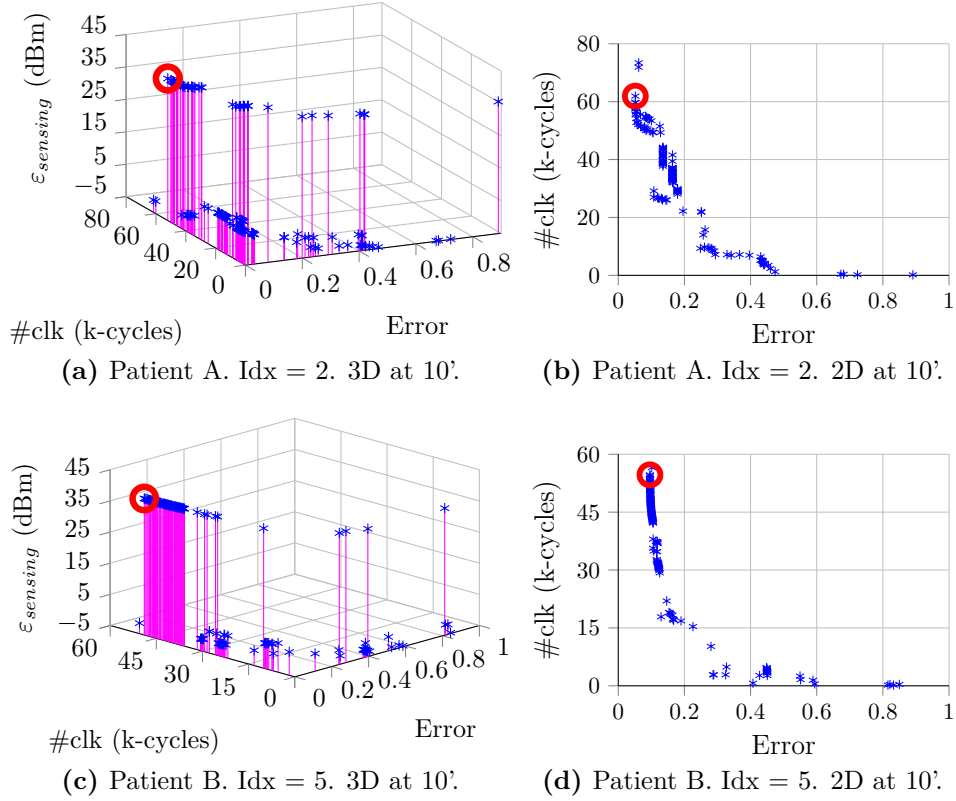 45
35
25
15
5
−5
ε sensing (dBm)
80
60
40
20
0
0
0.2
0.4
0.6
0.8
#clk (k-cycles)
Error
(a) Patient A. Idx = 2. 3D at 10'.
80
60
40
20
0
#clk (k-cycles)
0 0.2 0.4 0.6 0.8 1
Error
(b) Patient A. Idx = 2. 2D at 10'.
45
35
25
15
5
−5
ε sensing (dBm)
60
45
30
15
0
0
0.2
0.4
0.6
0.8
1
#clk (k-cycles)
Error
(c) Patient B. Idx = 5. 3D at 10'.
60
45
30
15
0
#clk (k-cycles)
0 0.2 0.4 0.6 0.8 1
Error
(d) Patient B. Idx = 5. 2D at 10'.